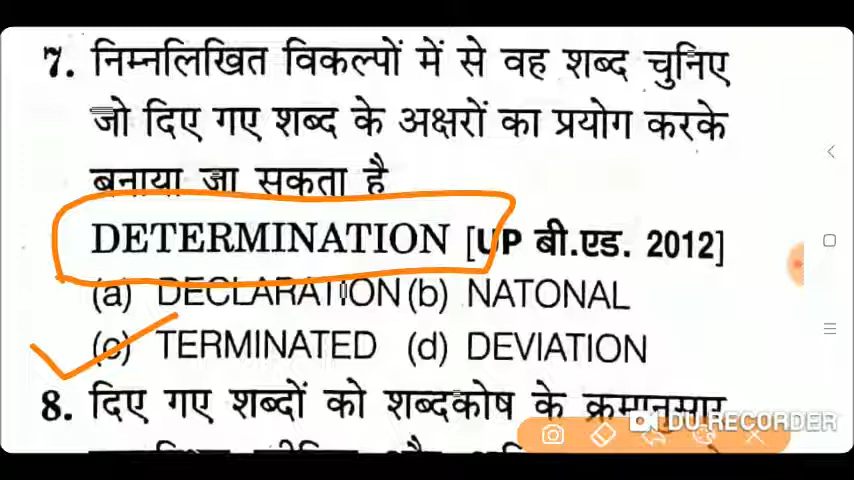 7. निम्नलिखित विकल्पों में से वह शब्द चुनिए
जो दिए गए शब्द के अक्षरों का प्रयोग करके
बनाया जा सकता है
DETERMINATION [UP बी.एड. 2012]
(a) DECLARATION (b) NATONAL
(c) TERMINATED (d) DEVIATION
8. दिए गए शब्दों को शब्दकोष के क्रमानुसार
DU RECORDER